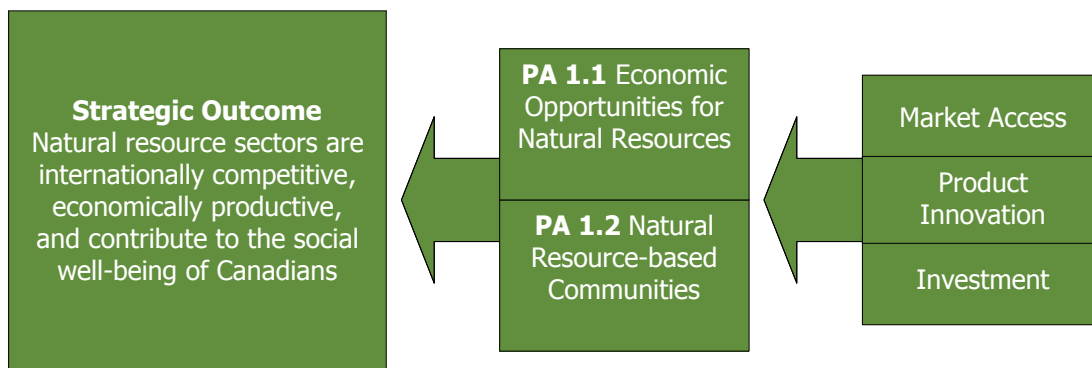 Strategic Outcome
Natural resource sectors are
internationally competitive,
economically productive,
and contribute to the social
well-being of Canadians
PA 1.1 Economic
Opportunities for
Natural Resources
PA 1.2 Natural
Resource-based
Communities
Market Access
Product
Innovation
Investment